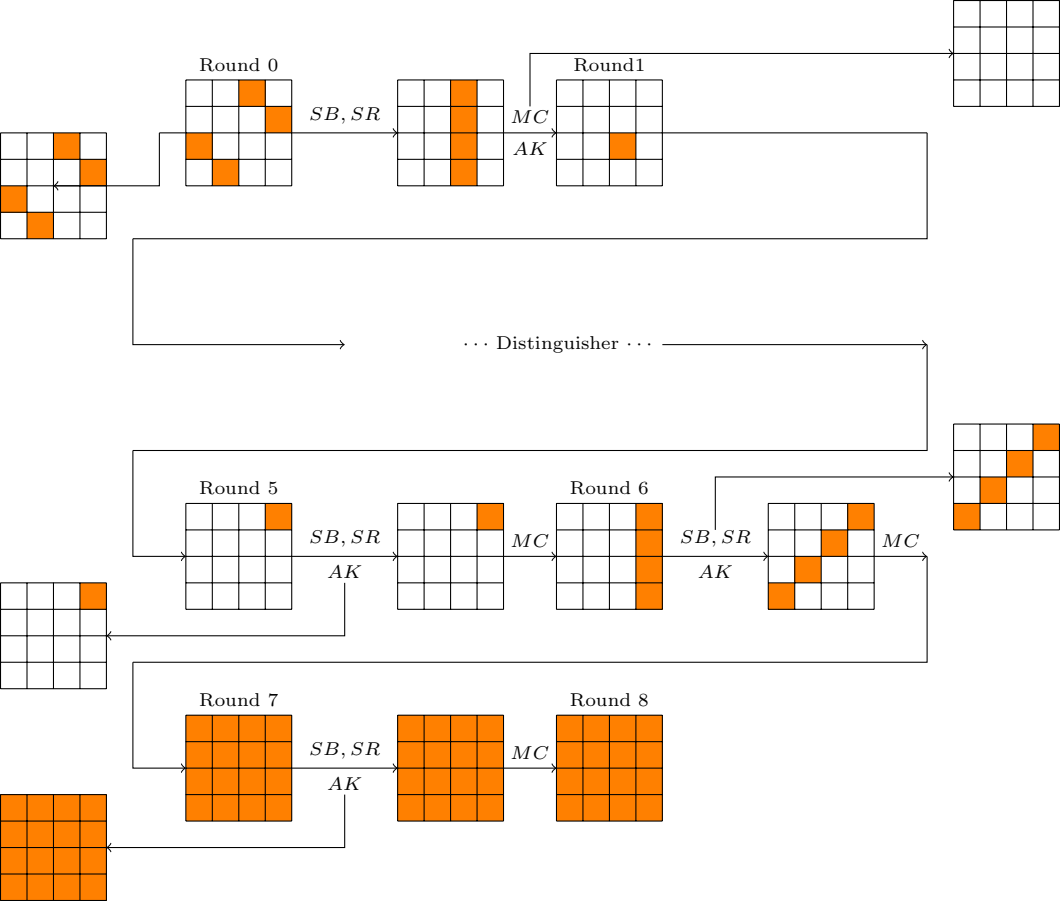 Round 0
Round1
SB, SR
MC
AK
··· Distinguisher ···
Round 5
Round 6
SB, SR
MC
SB, SR
MC
AK
AK
Round 7
Round 8
SB, SR
MC
AK